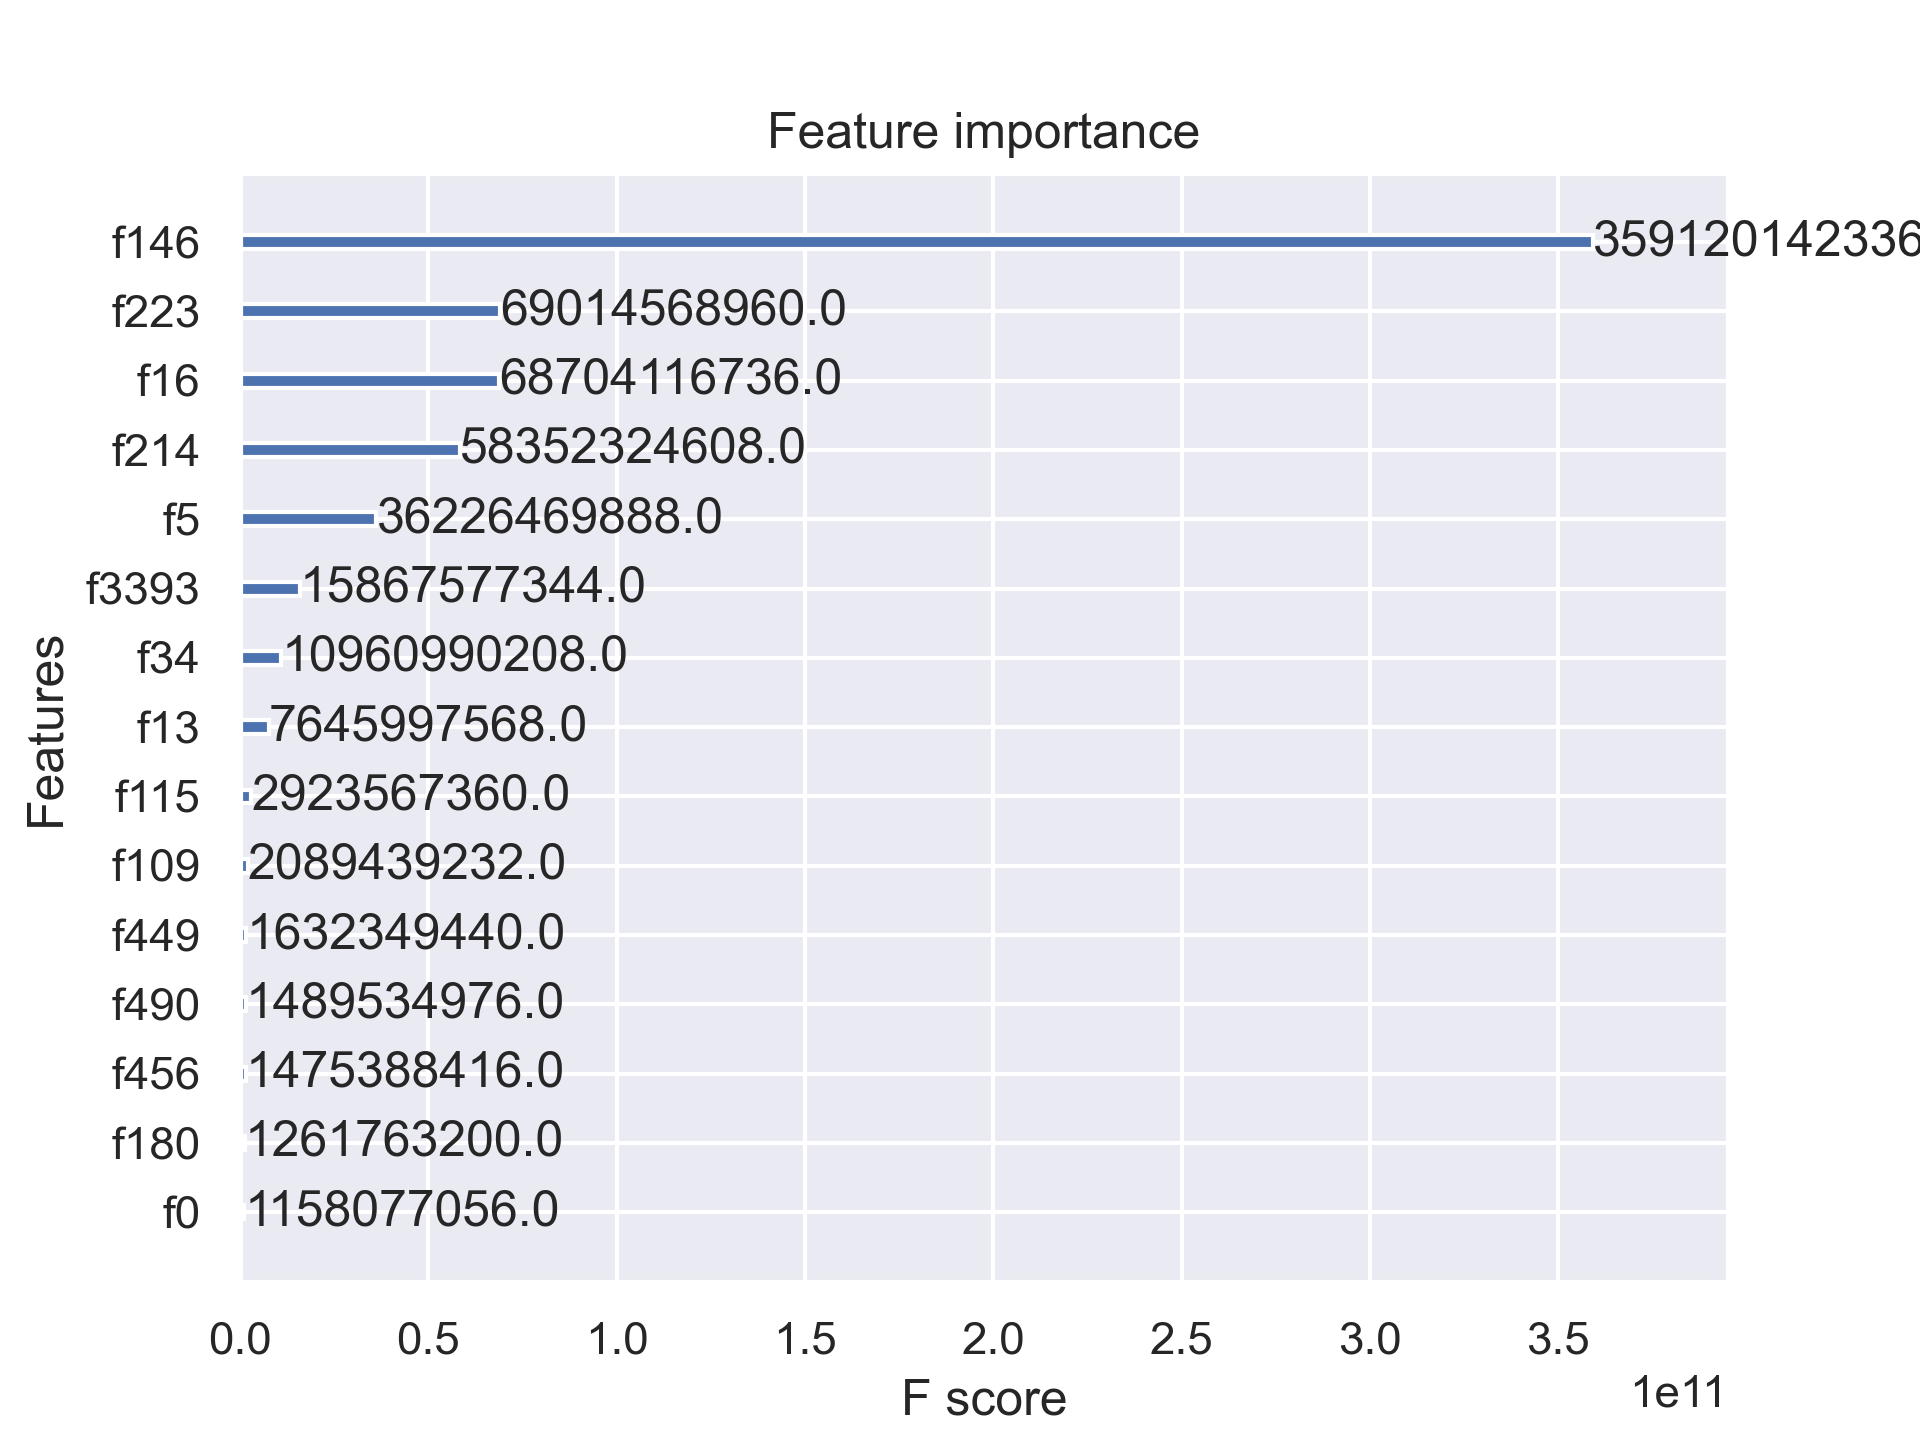 Feature importance
f146 359120142336
f223 69014568960.0
f16 68704116736.0
f214 58352324608.0
f5 36226469888.0
f3393 15867577344.0
f34 10960990208.0
f13 7645997568.0
f115 2923567360.0
f109 2089439232.0
f449 1632349440.0
f490 1489534976.0
f456 1475388416.0
f180 1261763200.0
f0 1158077056.0
Features
0.0 0.5 1.0 1.5 2.0 2.5 3.0 3.5
1e11
F score